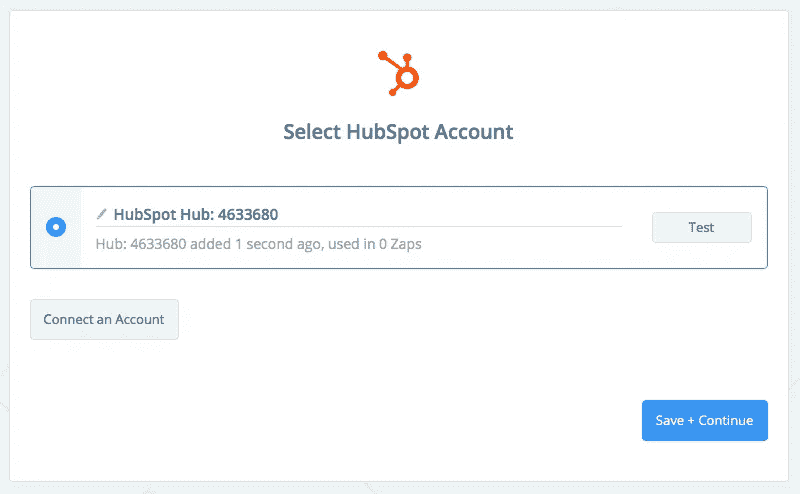 Select HubSpot Account
HubSpot Hub: 4633680
Hub: 4633680 added 1 second ago, used in 0 Zaps
Test
Connect an Account
Save + Continue